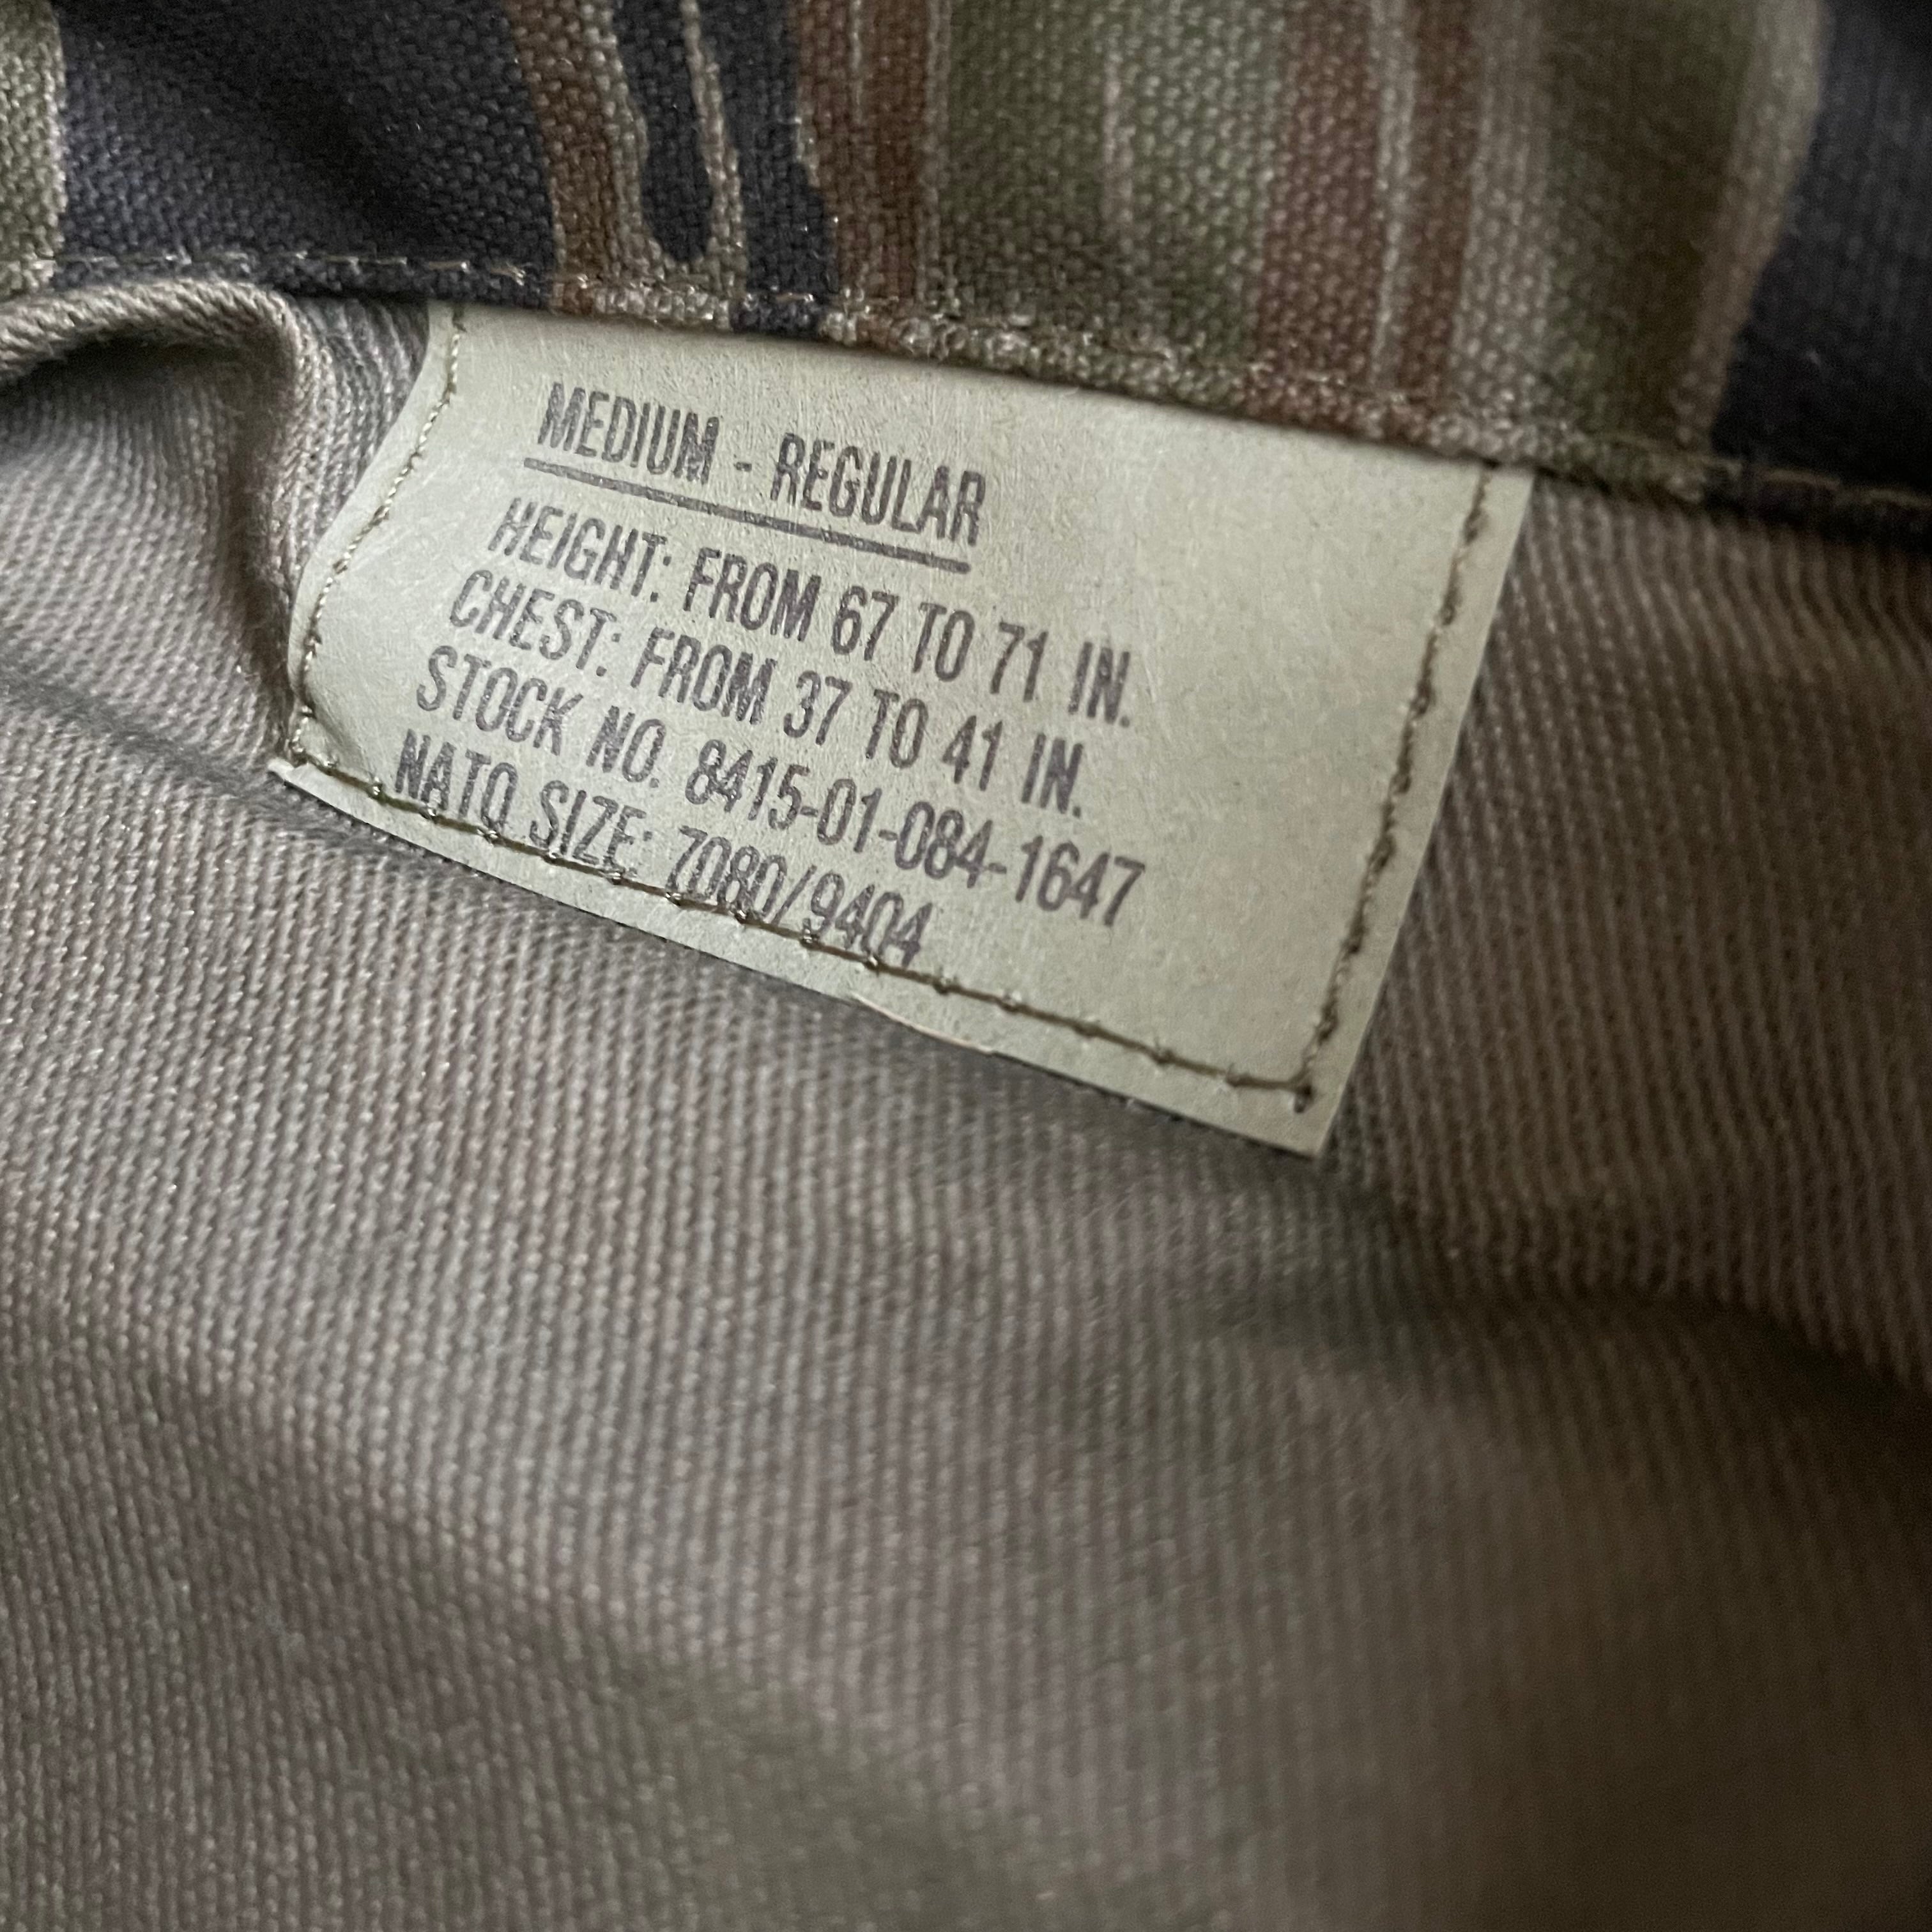 MEDIUM - REGULAR
HEIGHT: FROM 67 TO 71 IN.
CHEST: FROM 37 TO 41 IN.
STOCK NO. 8415-01-084-1647
NATO SIZE: 7080/9404